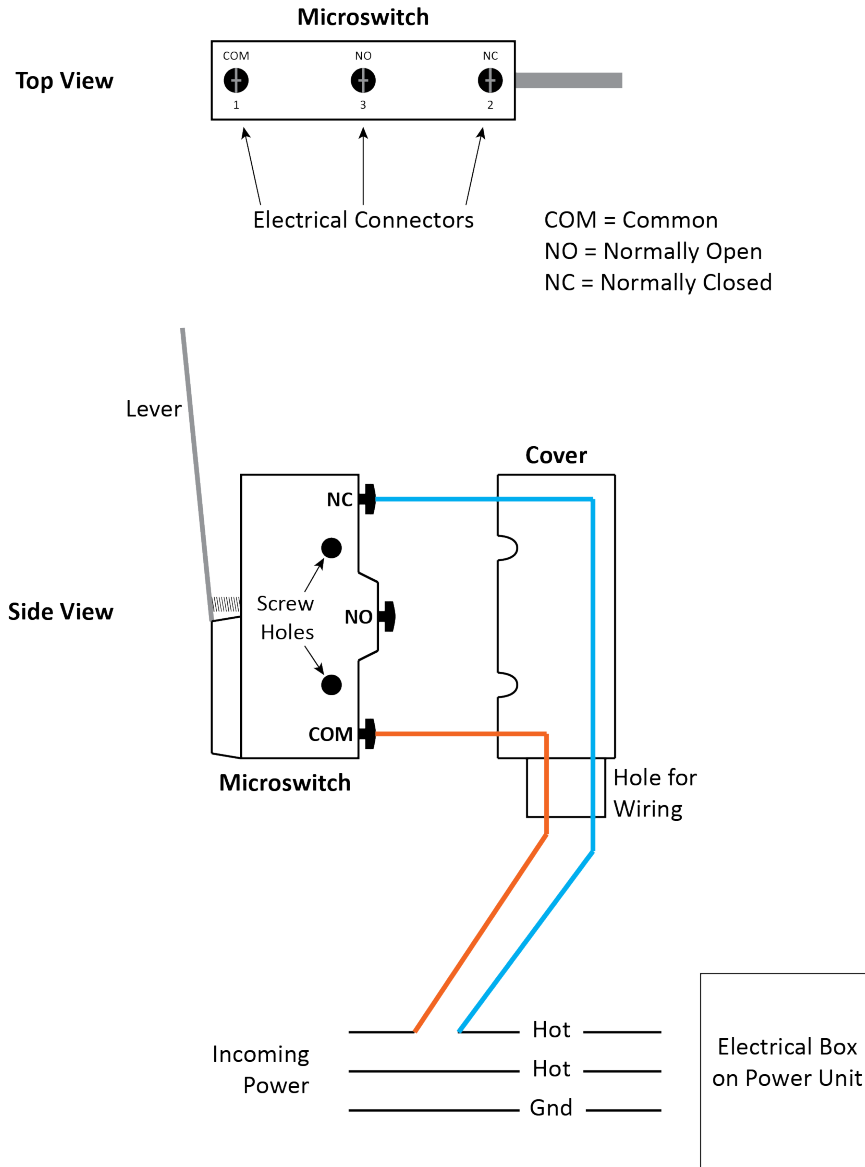 Microswitch
Top View
COM
NO
NC
1
3
2
Electrical Connectors
COM = Common
NO = Normally Open
NC = Normally Closed
Lever
Cover
NC
Side View
Screw
Holes
NO
COM
Microswitch
Hole for
Wiring
Incoming
Power
Hot
Hot
Gnd
Electrical Box
on Power Unit